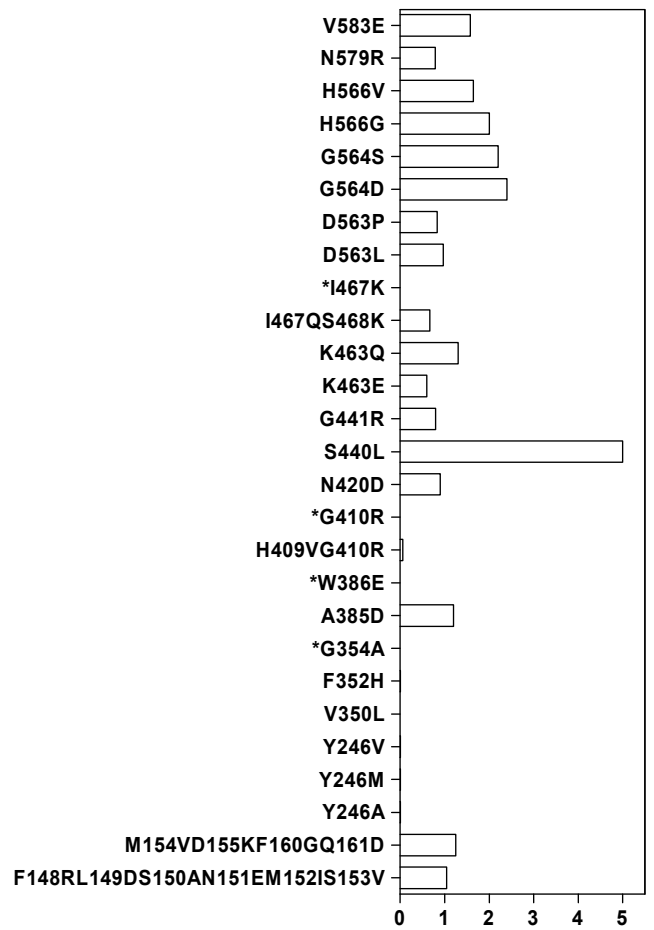 V583E
N579R
H566V
H566G
G564S
G564D
D563P
D563L
*I467K
I467QS468K
K463Q
K463E
G441R
S440L
N420D
*G410R
H409VG410R
*W386E
A385D
*G354A
F352H
V350L
Y246V
Y246M
Y246A
M154VD155KF160GQ161D
F148RL149DS150AN151EM152IS153V
0 1 2 3 4 5